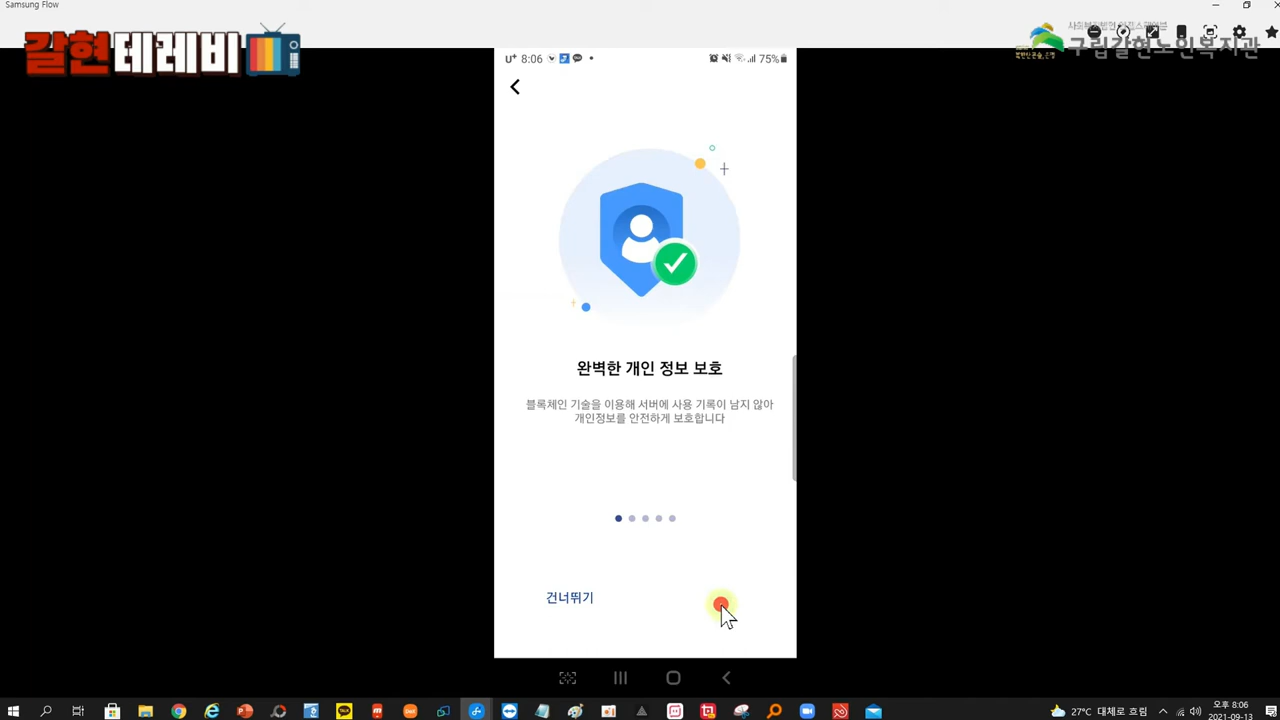 Samsung Flow
갈현테레비
구립갈현노인복지관
U+ 8:06
75%
완벽한 개인 정보 보호
블록체인 기술을 이용해 서버에 사용 기록이 남지 않아
개인정보를 안전하게 보호합니다
건너뛰기
27°C 대체로 흐림
오후 8:06
2021-09-13